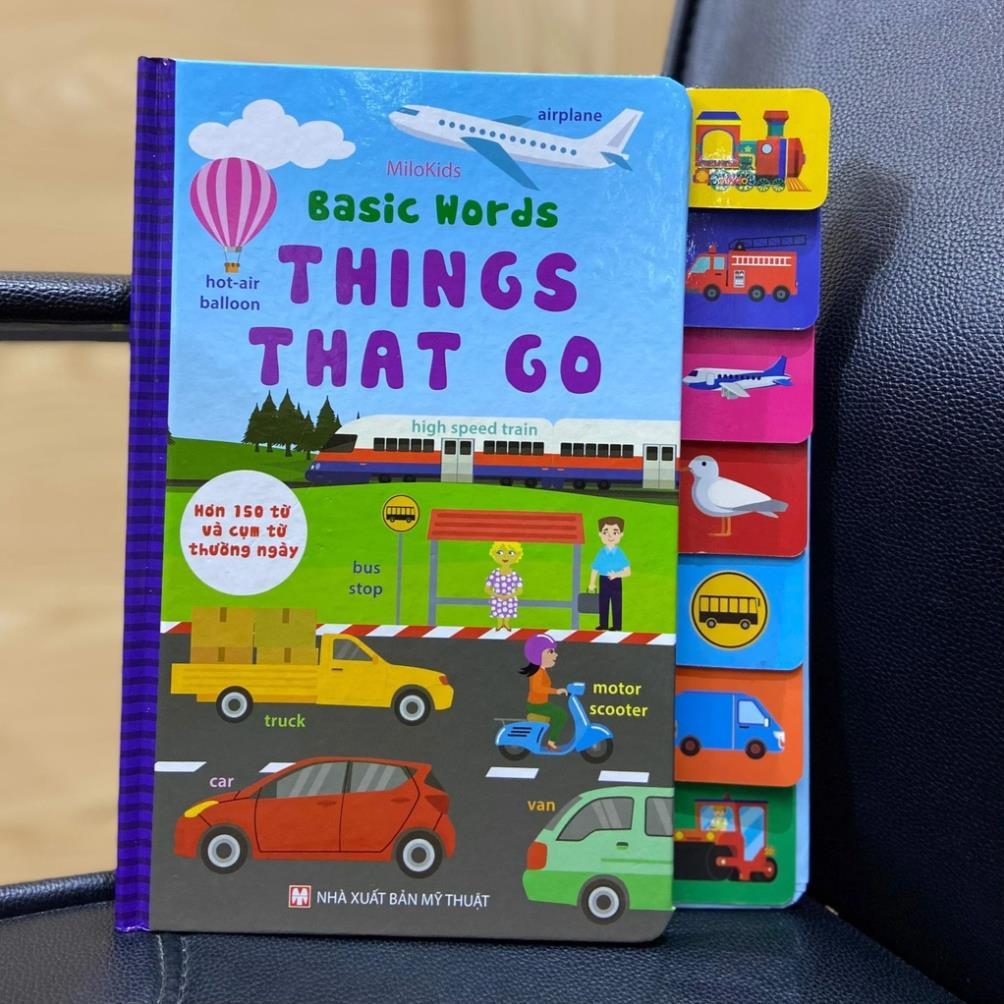 airplane
MiloKids
Basic Words
THINGS
THAT GO
hot-air
balloon
high speed train
Hơn 150 từ
và cụm từ
thường ngày
bus
stop
truck
motor
scooter
car
van
NHÀ XUẤT BẢN MỸ THUẬT